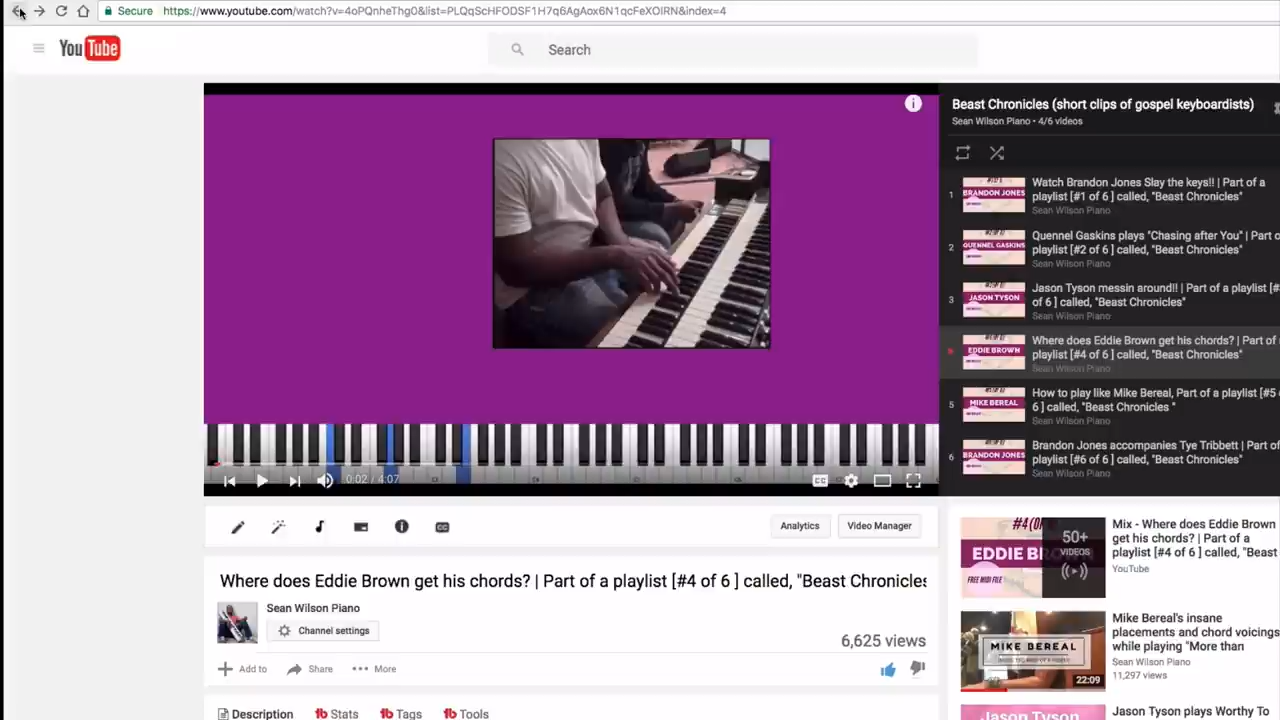 Secure https://www.youtube.com/watch?v=4oPQnheThg0&list=PLQqScHFODSF1H7q6AgAox6N1qcFeXOIRN&index=4
YouTube
Search
Beast Chronicles (short clips of gospel keyboardists)
Sean Wilson Piano • 4/6 videos
1
BRANDON JONES
Watch Brandon Jones Slay the keys!! | Part of a
playlist [#1 of 6 ] called, "Beast Chronicles"
Sean Wilson Piano
2
QUENNEL GASKINS
Quennel Gaskins plays "Chasing after You" | Part o
playlist [#2 of 6 ] called, "Beast Chronicles"
Sean Wilson Piano
3
JASON TYSON
Jason Tyson messin around!! | Part of a playlist [#
of 6 ] called, "Beast Chronicles"
Sean Wilson Piano
EDDIE BROWN
Where does Eddie Brown get his chords? | Part of
playlist [#4 of 6 ] called, "Beast Chronicles"
Sean Wilson Piano
5
MIKE BEREAL
How to play like Mike Bereal, Part of a playlist [#5
6 ] called, "Beast Chronicles "
Sean Wilson Piano
6
BRANDON JONES
Brandon Jones accompanies Tye Tribbett | Part of
playlist [#6 of 6 ] called, "Beast Chronicles"
Sean Wilson Piano
0:02 / 4:07
CC
CC
Analytics
Video Manager
Where does Eddie Brown get his chords? | Part of a playlist [#4 of 6 ] called, "Beast Chronicles
Sean Wilson Piano
Channel settings
6,625 views
Add to
Share
More
Description
tb Stats
tb Tags
tb Tools
#4(OF
EDDIE BR
FREE MIDI FILE
50+
VIDEOS
Mix - Where does Eddie Brown
get his chords? | Part of a
playlist [#4 of 6 ] called, "Beast
YouTube
MIKE BEREAL
22:09
Mike Bereal's insane
placements and chord voicings
while playing "More than
Sean Wilson Piano
11,297 views
Jason Tyson
Jason Tyson plays Worthy To